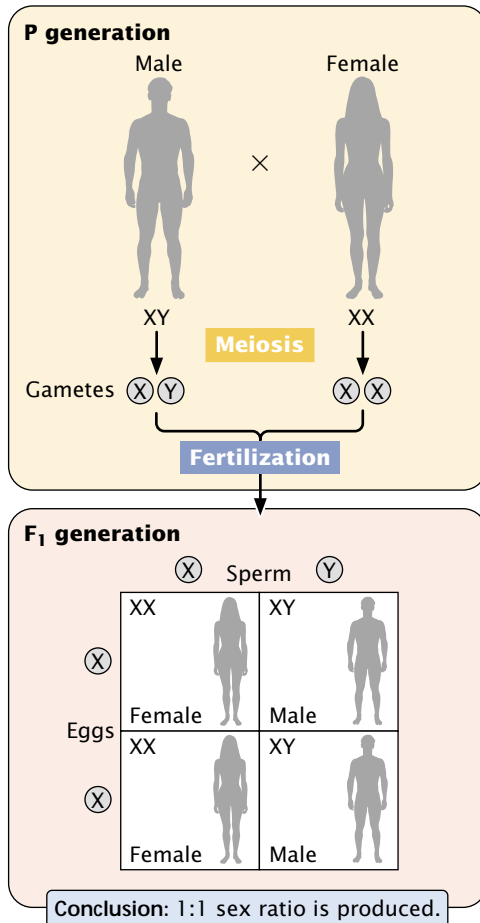 P generation
Male Female
×
XY XX
Meiosis
Gametes X Y X X
Fertilization
F₁ generation
X Sperm Y
XX XY
X
Female Male
Eggs
XX XY
X
Female Male
Conclusion: 1:1 sex ratio is produced.